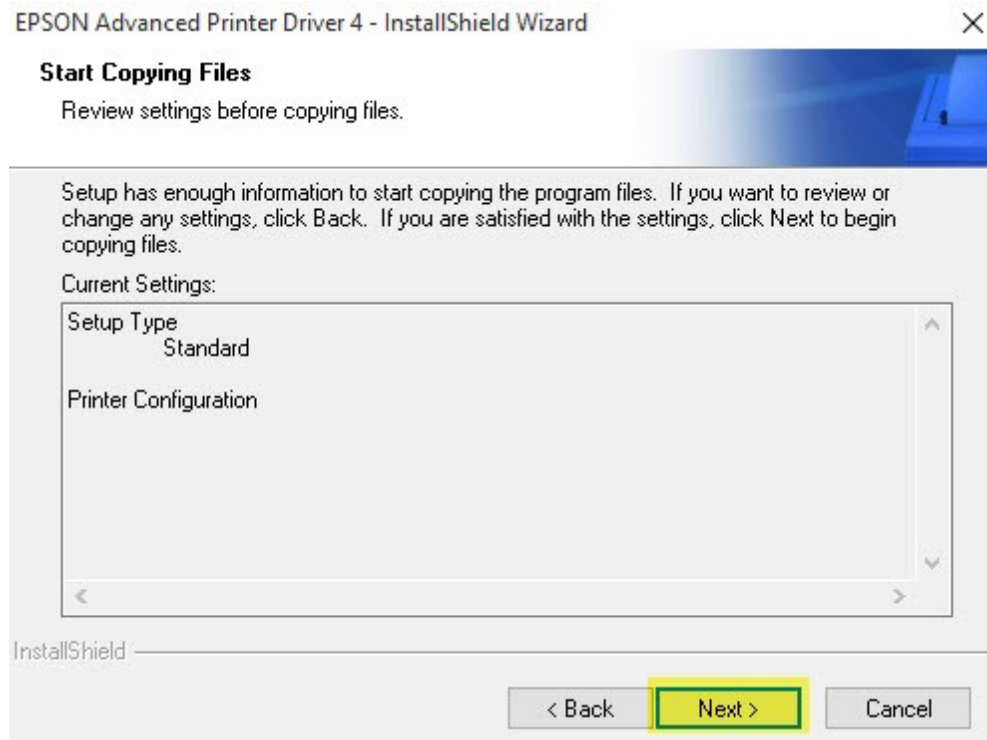 EPSON Advanced Printer Driver 4 - InstallShield Wizard
Start Copying Files
Review settings before copying files.
Setup has enough information to start copying the program files.  If you want to review or
change any settings, click Back.  If you are satisfied with the settings, click Next to begin
copying files.
Current Settings:
Setup Type
Standard
Printer Configuration
InstallShield
< Back
Next >
Cancel